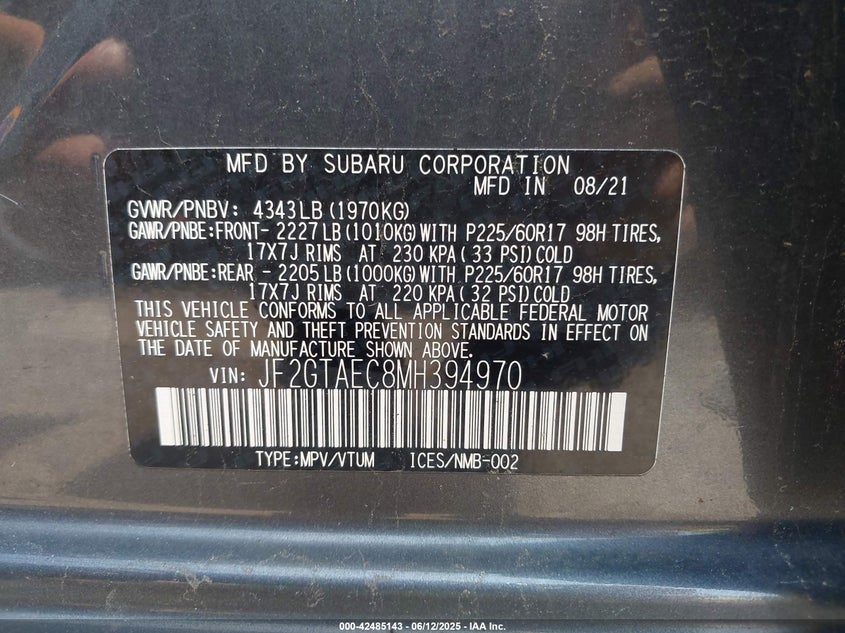 MFD BY SUBARU CORPORATION
MFD IN 08/21
GVWR/PNBV: 4343LB(1970KG)
GAWR/PNBE:FRONT- 2227LB(1010KG)WITH P225/60R17 98H TIRES,
17X7J RIMS AT 230 KPA( 33 PSI)COLD
GAWR/PNBE:REAR - 2205LB(1000KG)WITH P225/60R17 98H TIRES,
17X7J RIMS AT 220 KPA( 32 PSI)COLD
THIS VEHICLE CONFORMS TO ALL APPLICABLE FEDERAL MOTOR
VEHICLE SAFETY AND THEFT PREVENTION STANDARDS IN EFFECT ON
THE DATE OF MANUFACTURE SHOWN ABOVE.
VIN: JF2GTAEC8MH394970
TYPE:MPV/VTUM ICES/NMB-002
000-42485143 - 06/12/2025 - IAA Inc.